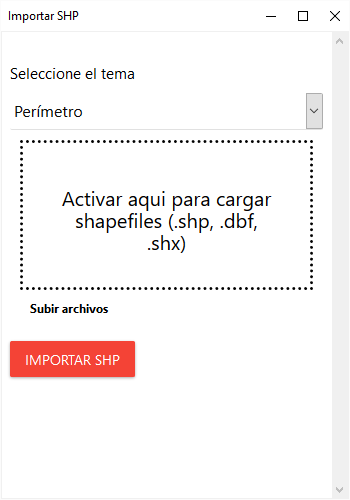 Importar SHP
Seleccione el tema
Perímetro
Activar aqui para cargar
shapefiles (.shp, .dbf,
.shx)
Subir archivos
IMPORTAR SHP